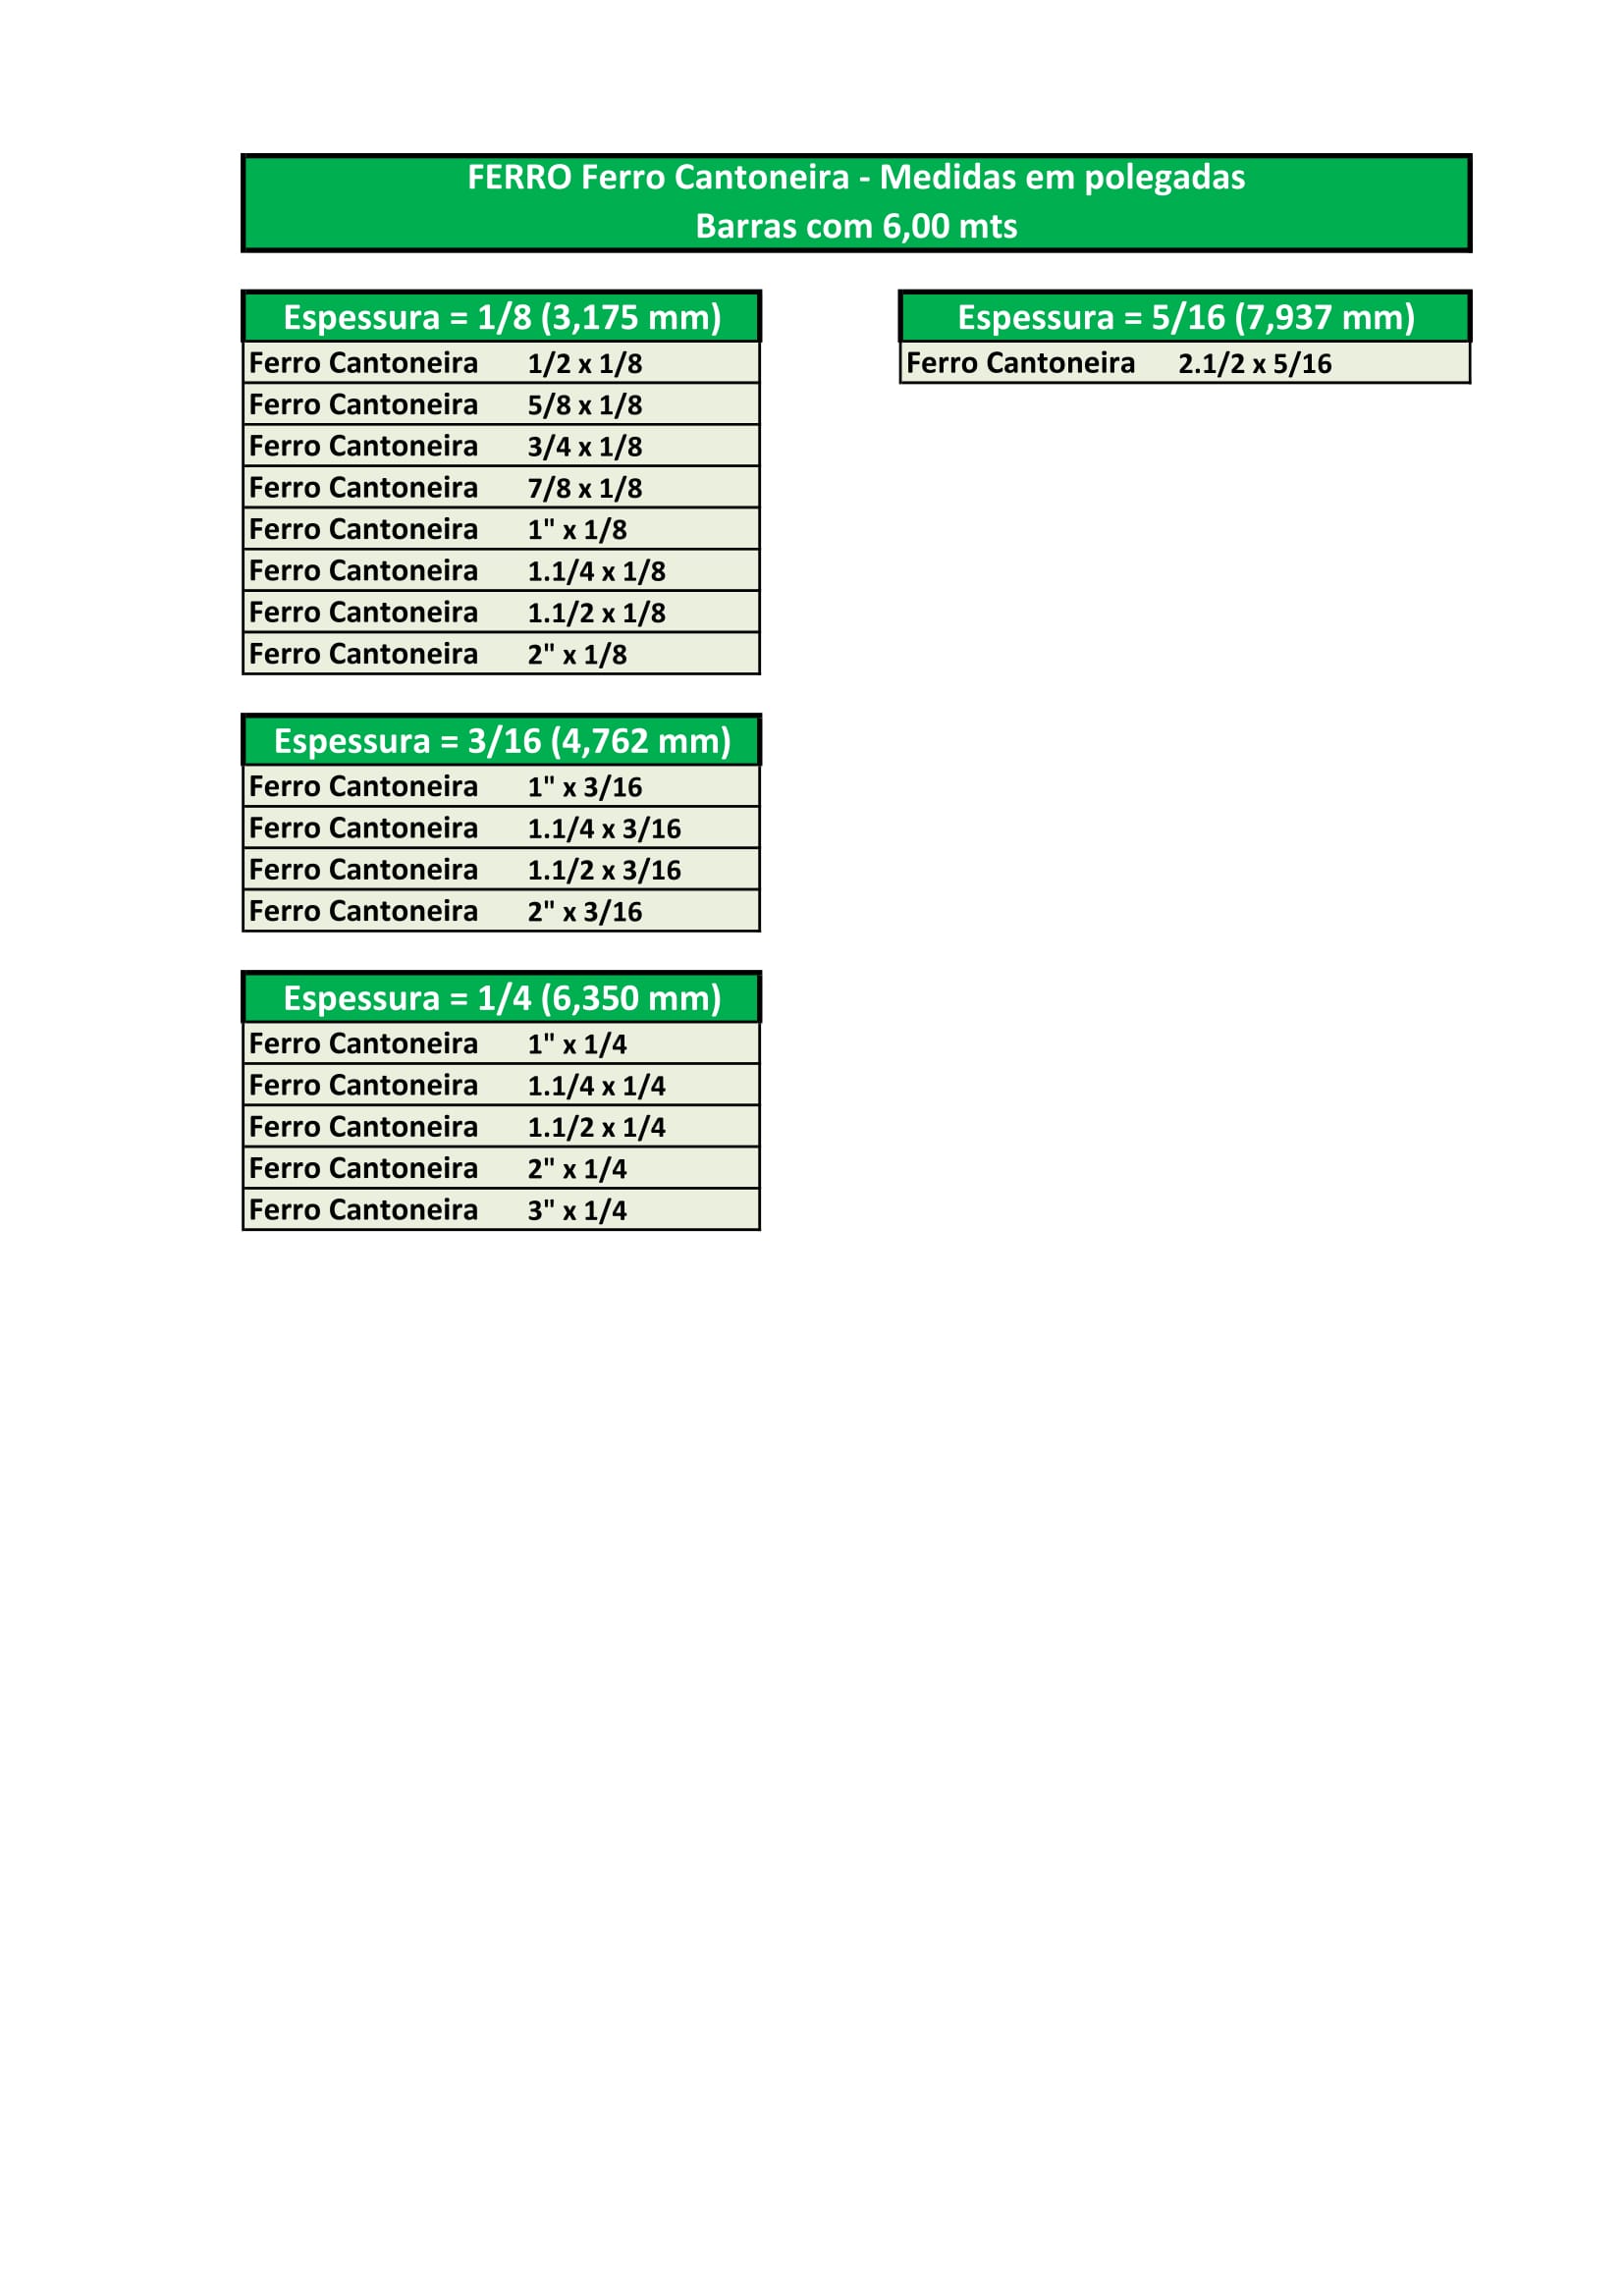 FERRO Ferro Cantoneira - Medidas em polegadas
Barras com 6,00 mts
Espessura = 1/8 (3,175 mm)
Ferro Cantoneira 1/2 x 1/8
Ferro Cantoneira 5/8 x 1/8
Ferro Cantoneira 3/4 x 1/8
Ferro Cantoneira 7/8 x 1/8
Ferro Cantoneira 1" x 1/8
Ferro Cantoneira 1.1/4 x 1/8
Ferro Cantoneira 1.1/2 x 1/8
Ferro Cantoneira 2" x 1/8
Espessura = 3/16 (4,762 mm)
Ferro Cantoneira 1" x 3/16
Ferro Cantoneira 1.1/4 x 3/16
Ferro Cantoneira 1.1/2 x 3/16
Ferro Cantoneira 2" x 3/16
Espessura = 1/4 (6,350 mm)
Ferro Cantoneira 1" x 1/4
Ferro Cantoneira 1.1/4 x 1/4
Ferro Cantoneira 1.1/2 x 1/4
Ferro Cantoneira 2" x 1/4
Ferro Cantoneira 3" x 1/4
Espessura = 5/16 (7,937 mm)
Ferro Cantoneira 2.1/2 x 5/16